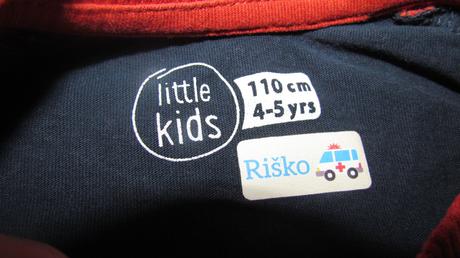 little
kids
110 cm
4-5 yrs
Riško